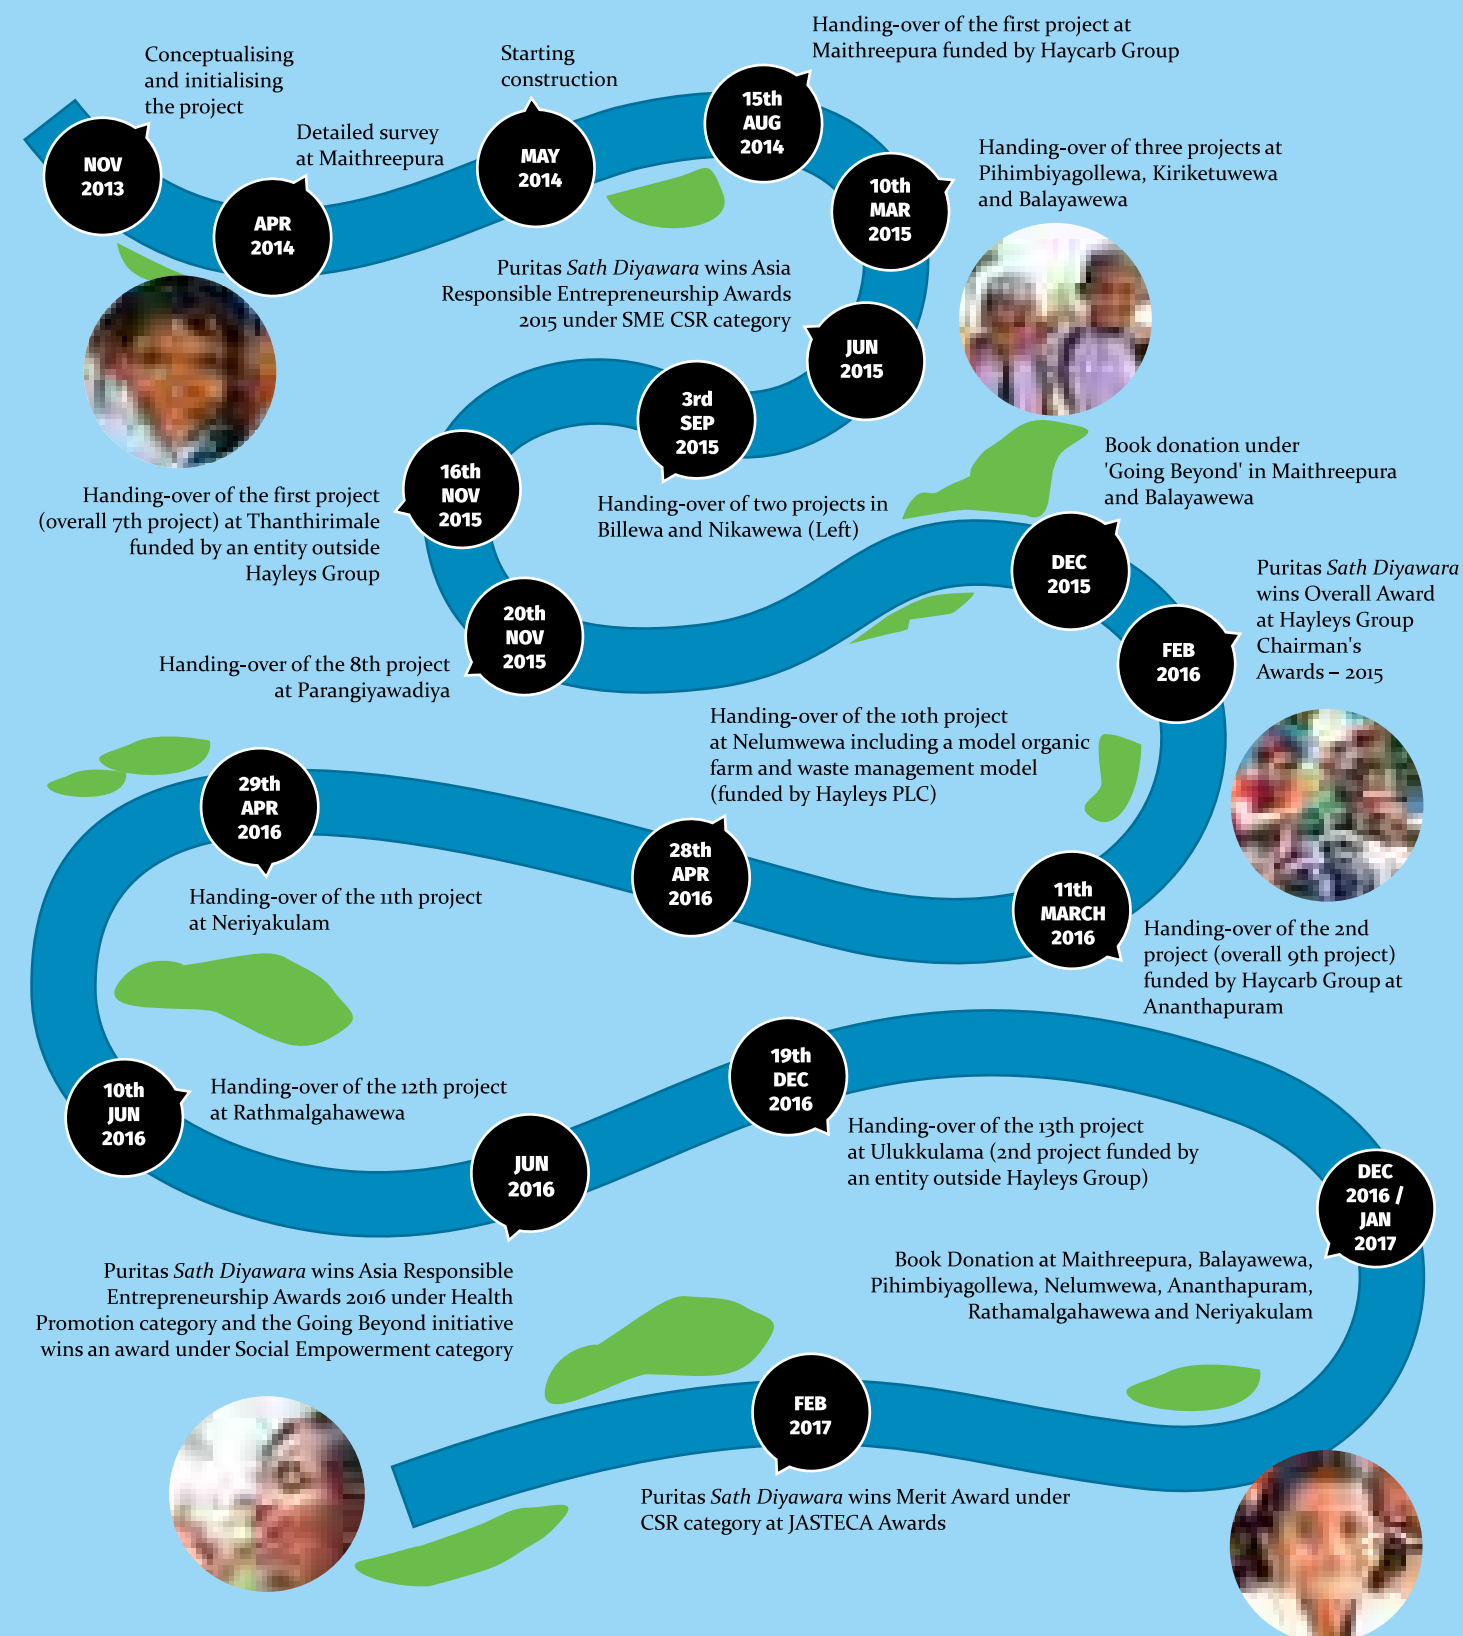 NOV
2013
Conceptualising
and initialising
the project
APR
2014
Detailed survey
at Maithreepura
MAY
2014
Starting
construction
15th
AUG
2014
Handing-over of the first project at
Maithreepura funded by Haycarb Group
10th
MAR
2015
Handing-over of three projects at
Pihimbiyagollewa, Kiriketuwewa
and Balayawewa
JUN
2015
Puritas Sath Diyawara wins Asia
Responsible Entrepreneurship Awards
2015 under SME CSR category
3rd
SEP
2015
Handing-over of two projects in
Billewa and Nikawewa (Left)
16th
NOV
2015
Handing-over of the first project
(overall 7th project) at Thanthirimale
funded by an entity outside
Hayleys Group
20th
NOV
2015
Handing-over of the 8th project
at Parangiyawadiya
DEC
2015
Book donation under
'Going Beyond' in Maithreepura
and Balayawewa
FEB
2016
Puritas Sath Diyawara
wins Overall Award
at Hayleys Group
Chairman's
Awards – 2015
11th
MARCH
2016
Handing-over of the 2nd
project (overall 9th project)
funded by Haycarb Group at
Ananthapuram
28th
APR
2016
Handing-over of the 10th project
at Nelumwewa including a model organic
farm and waste management model
(funded by Hayleys PLC)
29th
APR
2016
Handing-over of the 11th project
at Neriyakulam
10th
JUN
2016
Handing-over of the 12th project
at Rathmalgahawewa
JUN
2016
Puritas Sath Diyawara wins Asia Responsible
Entrepreneurship Awards 2016 under Health
Promotion category and the Going Beyond initiative
wins an award under Social Empowerment category
19th
DEC
2016
Handing-over of the 13th project
at Ulukkulama (2nd project funded by
an entity outside Hayleys Group)
DEC
2016 /
JAN
2017
Book Donation at Maithreepura, Balayawewa,
Pihimbiyagollewa, Nelumwewa, Ananthapuram,
Rathamalgahawewa and Neriyakulam
FEB
2017
Puritas Sath Diyawara wins Merit Award under
CSR category at JASTECA Awards